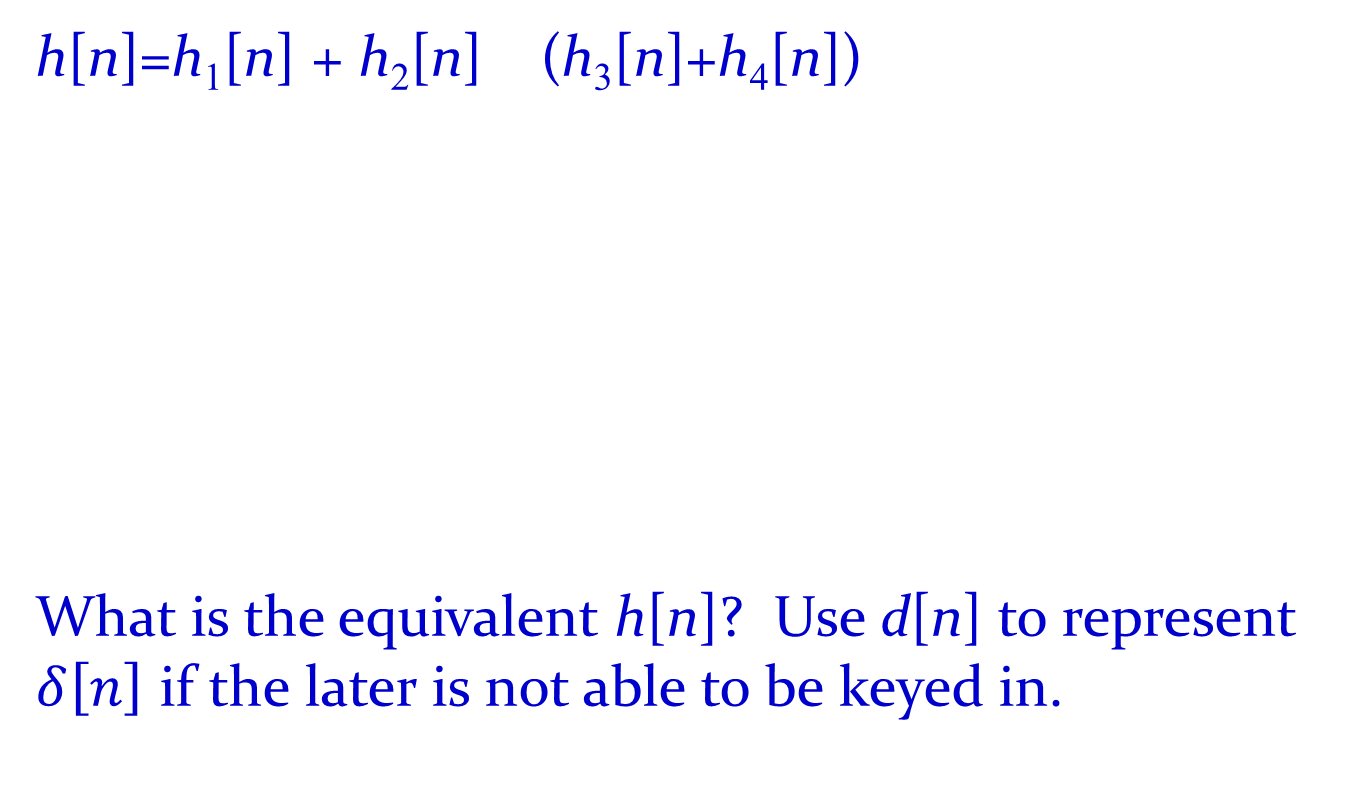 h[n]=h₁[n] + h₂[n] (h₃[n]+h₄[n])
What is the equivalent h[n]? Use d[n] to represent
δ[n] if the later is not able to be keyed in.